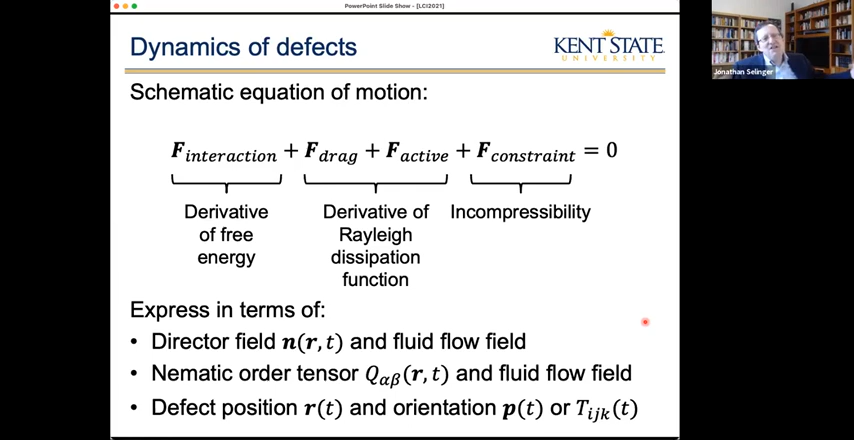 PowerPoint Slide Show - [LCI2021]
Dynamics of defects
KENT STATE
UNIVERSITY
Jonathan Selinger
Schematic equation of motion:
𝑭_interaction + 𝑭_drag + 𝑭_active + 𝑭_constraint = 0
Derivative of free energy
Derivative of Rayleigh dissipation function
Incompressibility
Express in terms of:
• Director field 𝒏(𝒓, 𝑡) and fluid flow field
• Nematic order tensor 𝑄_αβ(𝒓, 𝑡) and fluid flow field
• Defect position 𝒓(𝑡) and orientation 𝒑(𝑡) or 𝑇_ijk(𝑡)